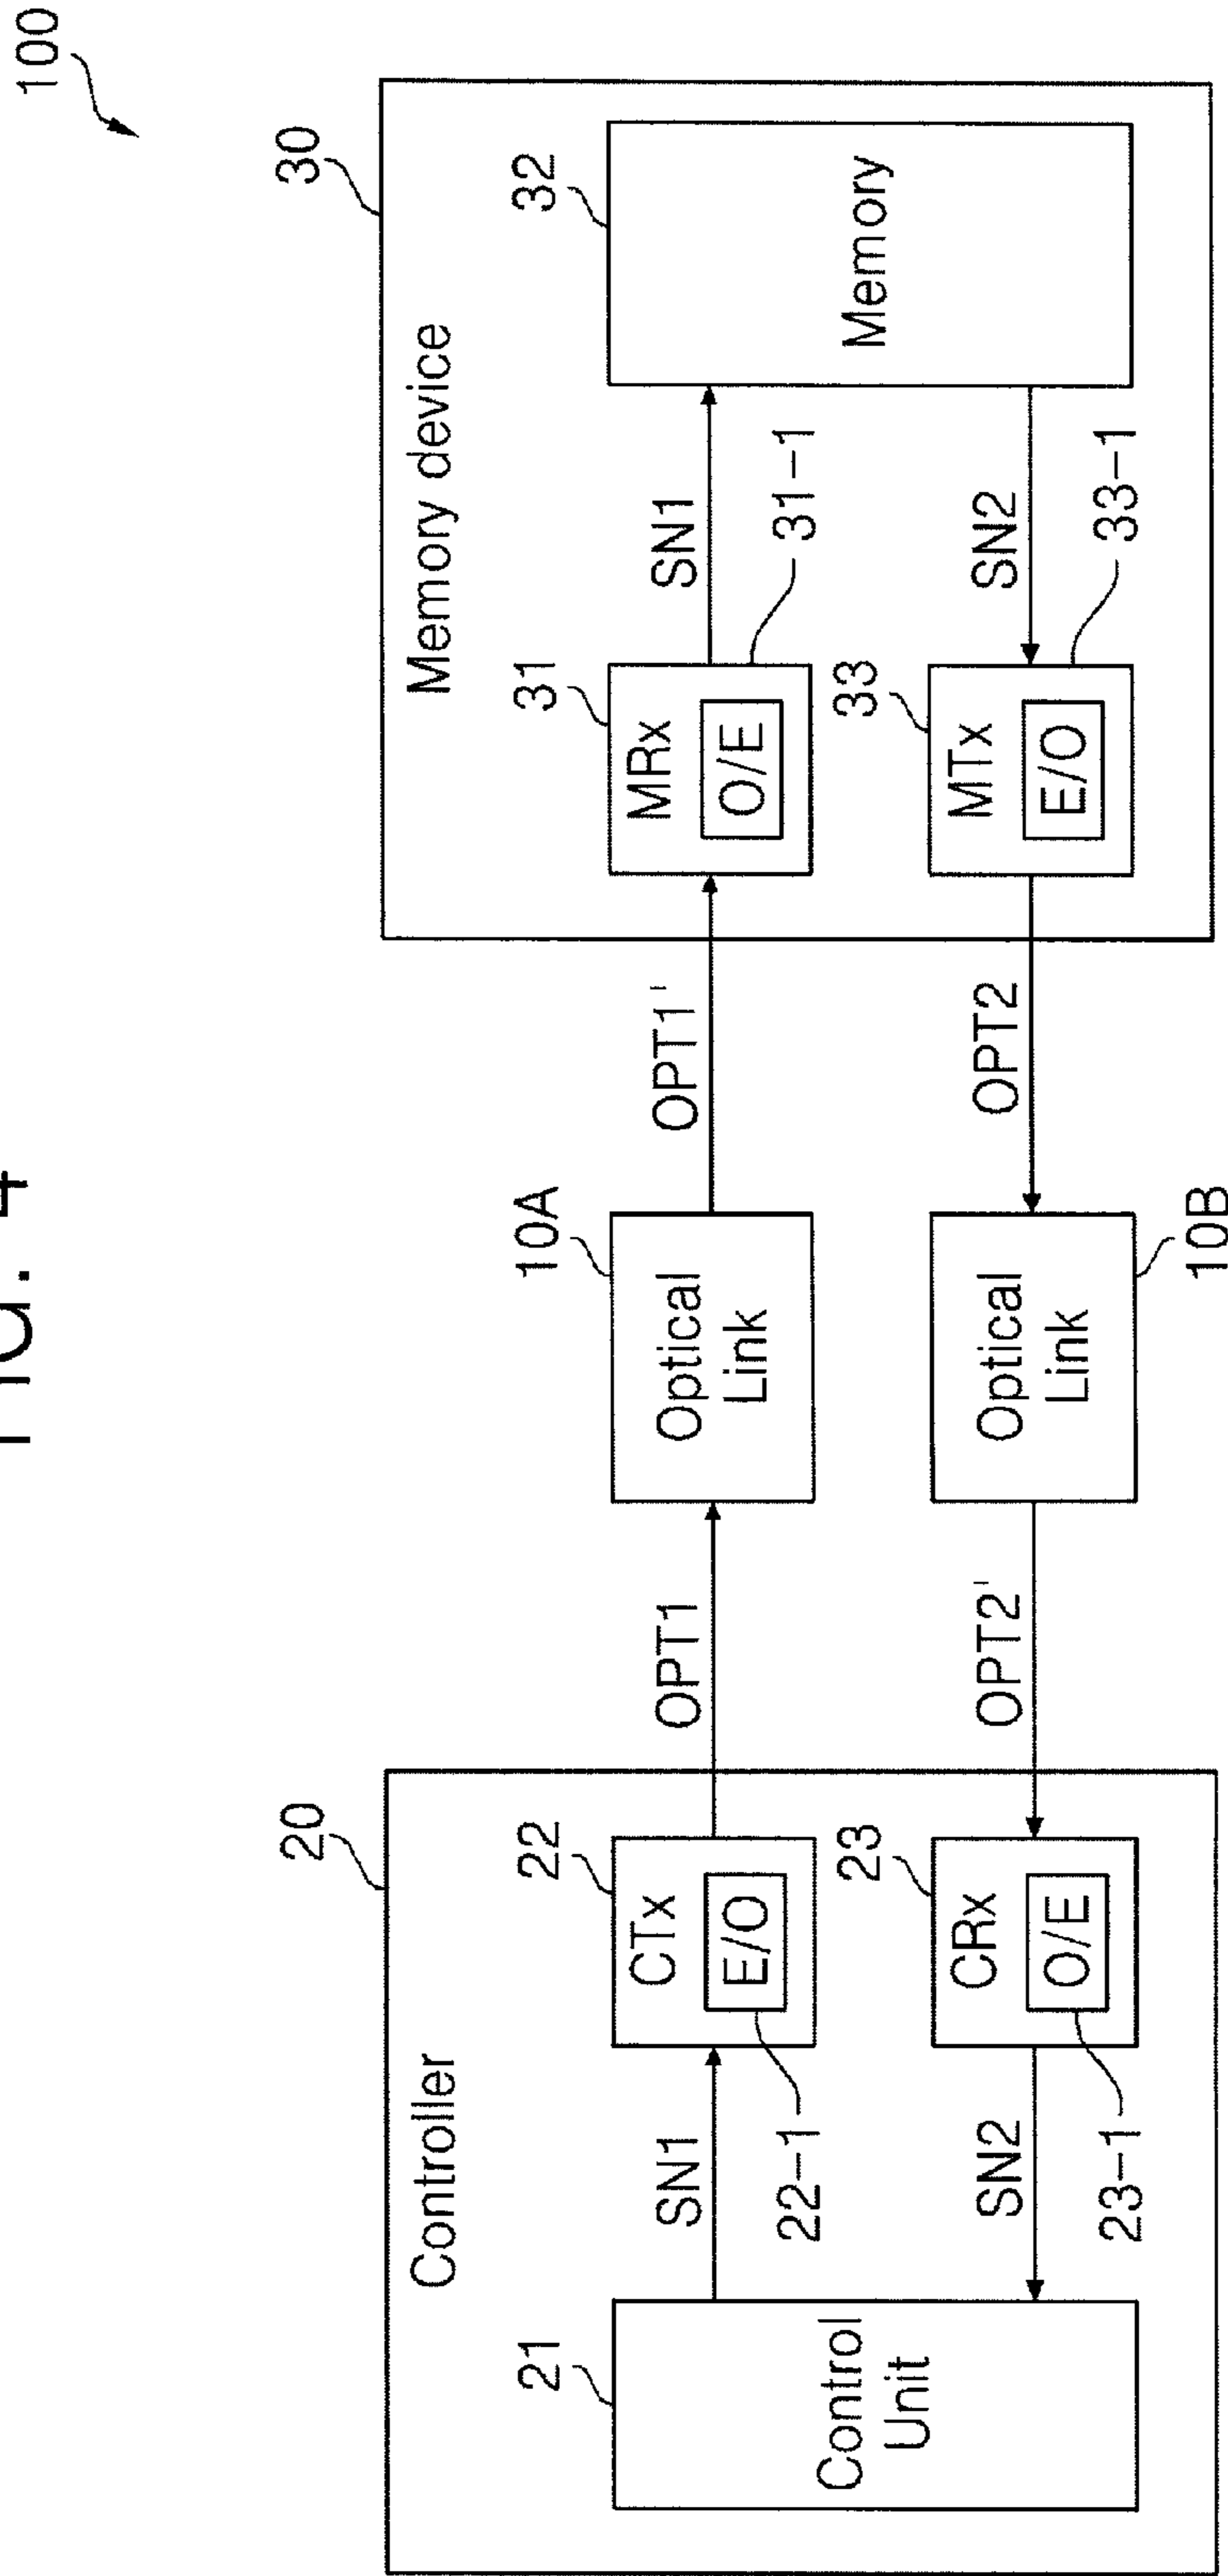 FIG. 4
100
20
Controller
21
Control
Unit
SN1
22
CTx
E/O
22-1
SN2
23
CRx
O/E
23-1
OPT1
10A
Optical
Link
OPT1'
OPT2'
Optical
Link
10B
OPT2
30
Memory device
31
MRx
O/E
31-1
SN1
32
Memory
33
MTx
E/O
33-1
SN2